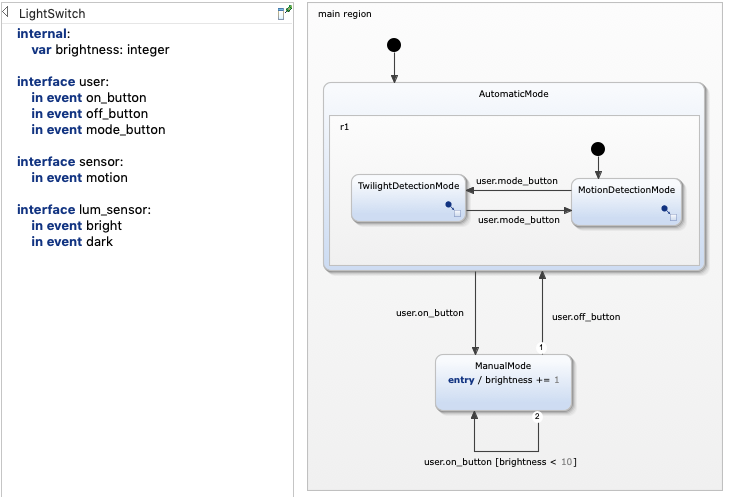 LightSwitch
internal:
var brightness: integer
interface user:
in event on_button
in event off_button
in event mode_button
interface sensor:
in event motion
interface lum_sensor:
in event bright
in event dark
main region
AutomaticMode
r1
user.mode_button
TwilightDetectionMode
MotionDetectionMode
user.mode_button
user.on_button
user.off_button
1
ManualMode
entry / brightness += 1
2
user.on_button [brightness < 10]